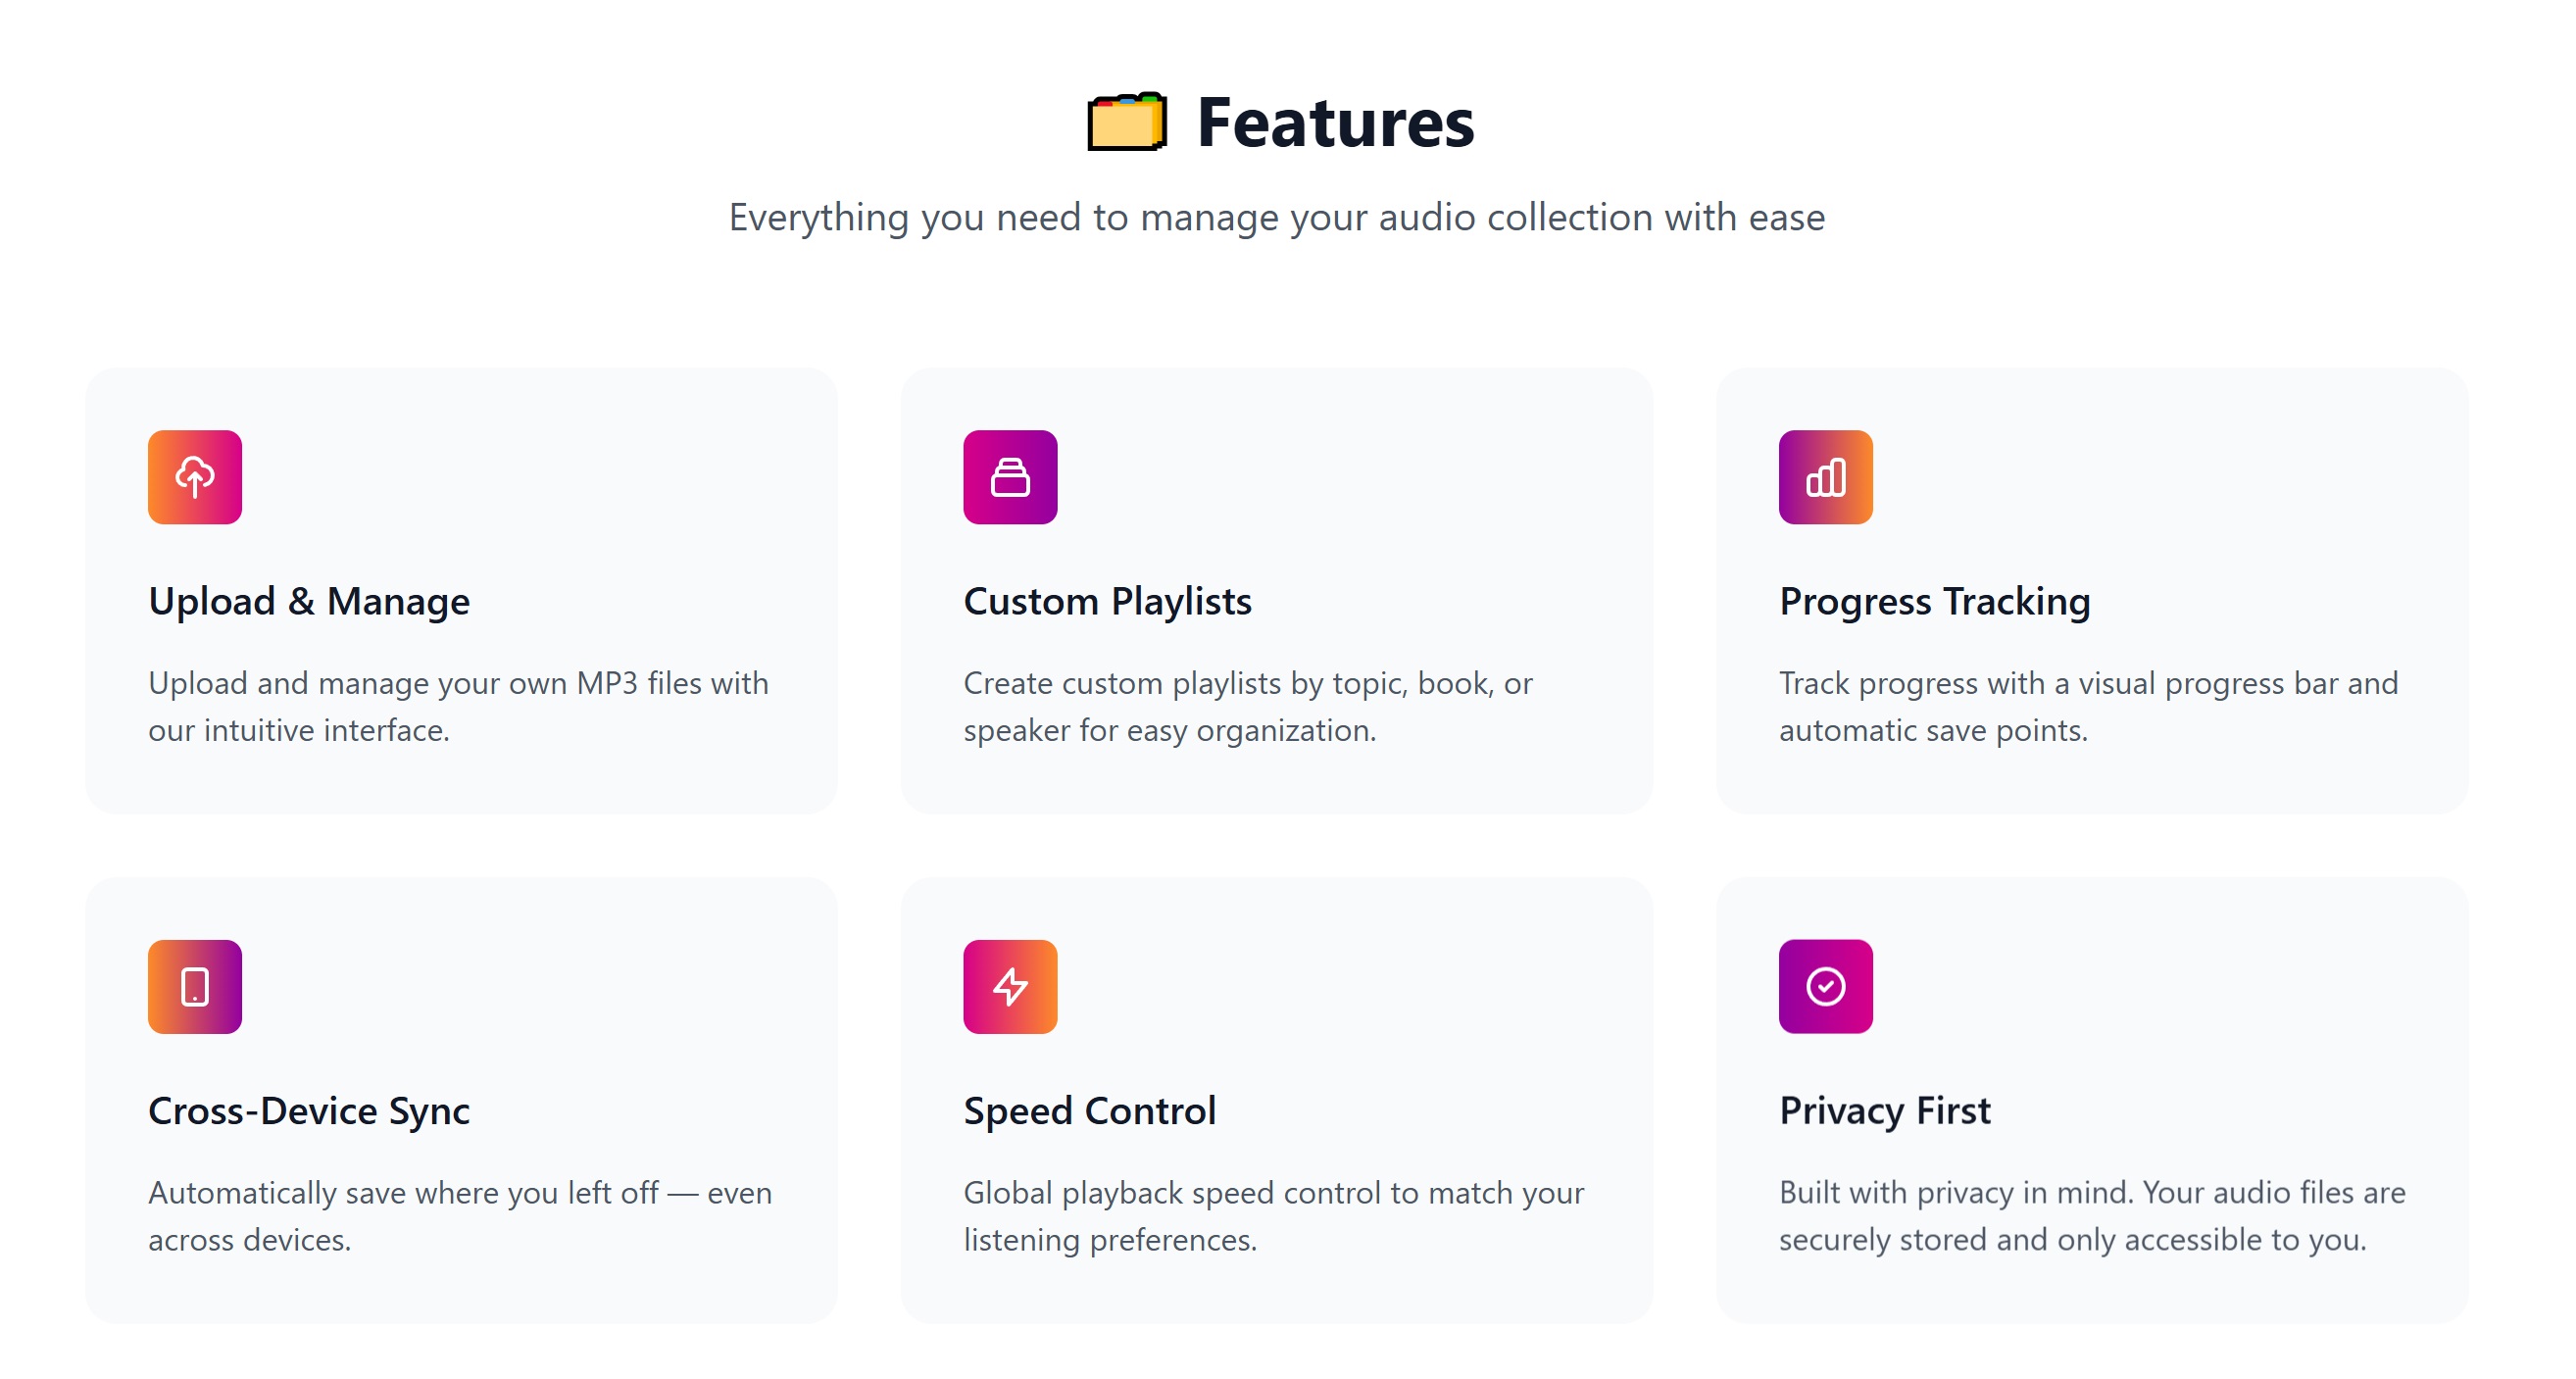 Features
Everything you need to manage your audio collection with ease
Upload & Manage
Upload and manage your own MP3 files with
our intuitive interface.
Custom Playlists
Create custom playlists by topic, book, or
speaker for easy organization.
Progress Tracking
Track progress with a visual progress bar and
automatic save points.
Cross-Device Sync
Automatically save where you left off — even
across devices.
Speed Control
Global playback speed control to match your
listening preferences.
Privacy First
Built with privacy in mind. Your audio files are
securely stored and only accessible to you.